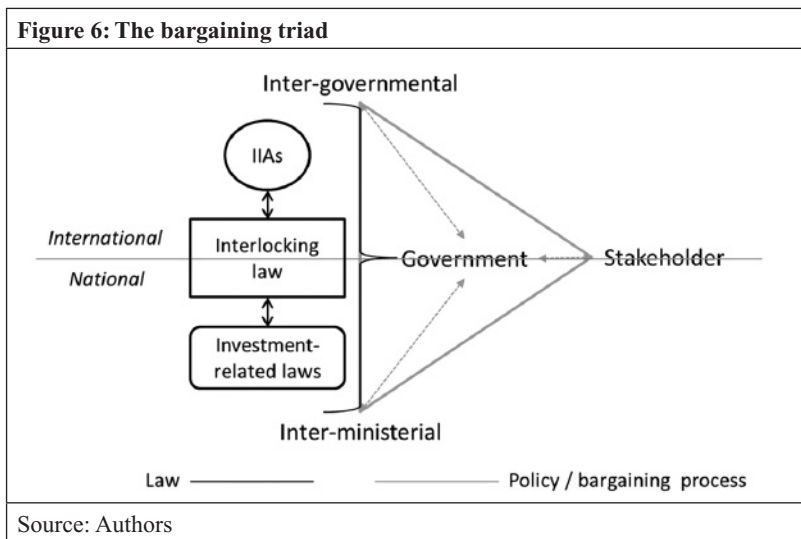 Figure 6: The bargaining triad
Inter-governmental
IIAs
International
Interlocking
law
Government
Stakeholder
National
Investment-
related laws
Inter-ministerial
Law
Policy / bargaining process
Source: Authors